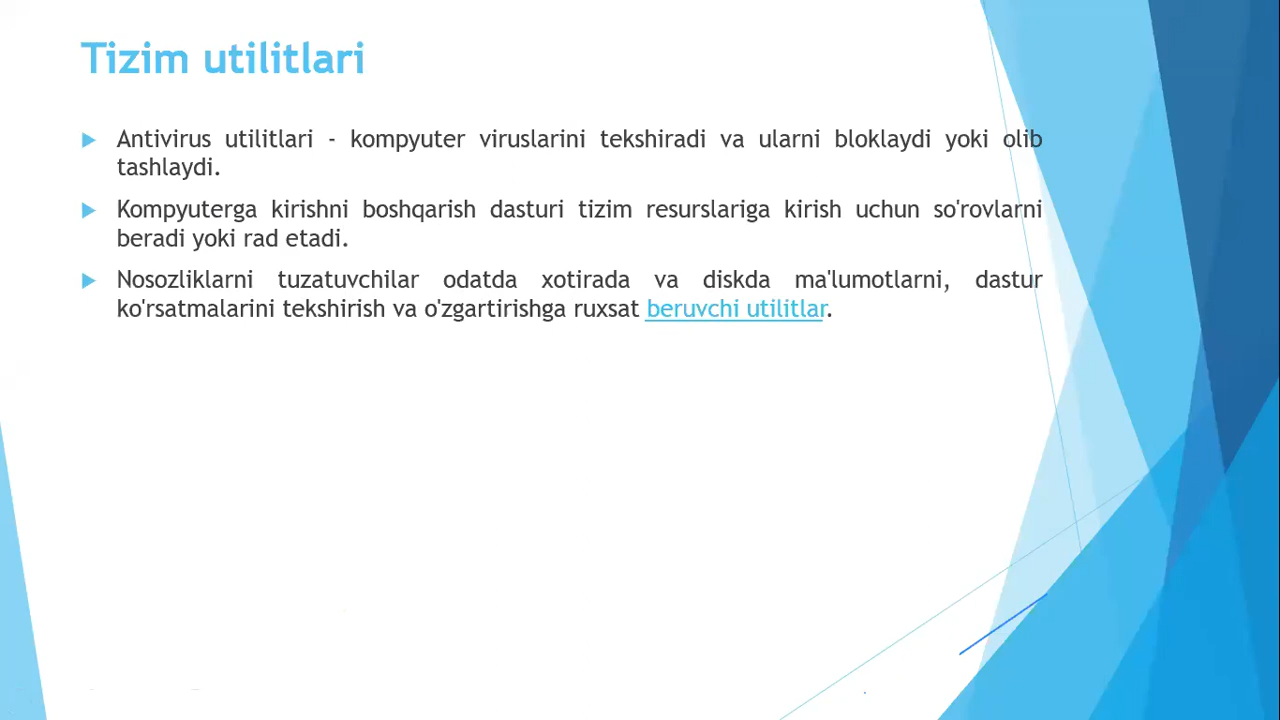 Tizim utilitlari
Antivirus utilitlari - kompyuter viruslarini tekshiradi va ularni bloklaydi yoki olib
tashlaydi.
Kompyuterga kirishni boshqarish dasturi tizim resurslariga kirish uchun so'rovlarni
beradi yoki rad etadi.
Nosozliklarni tuzatuvchilar odatda xotirada va diskda ma'lumotlarni, dastur
ko'rsatmalarini tekshirish va o'zgartirishga ruxsat beruvchi utilitlar.